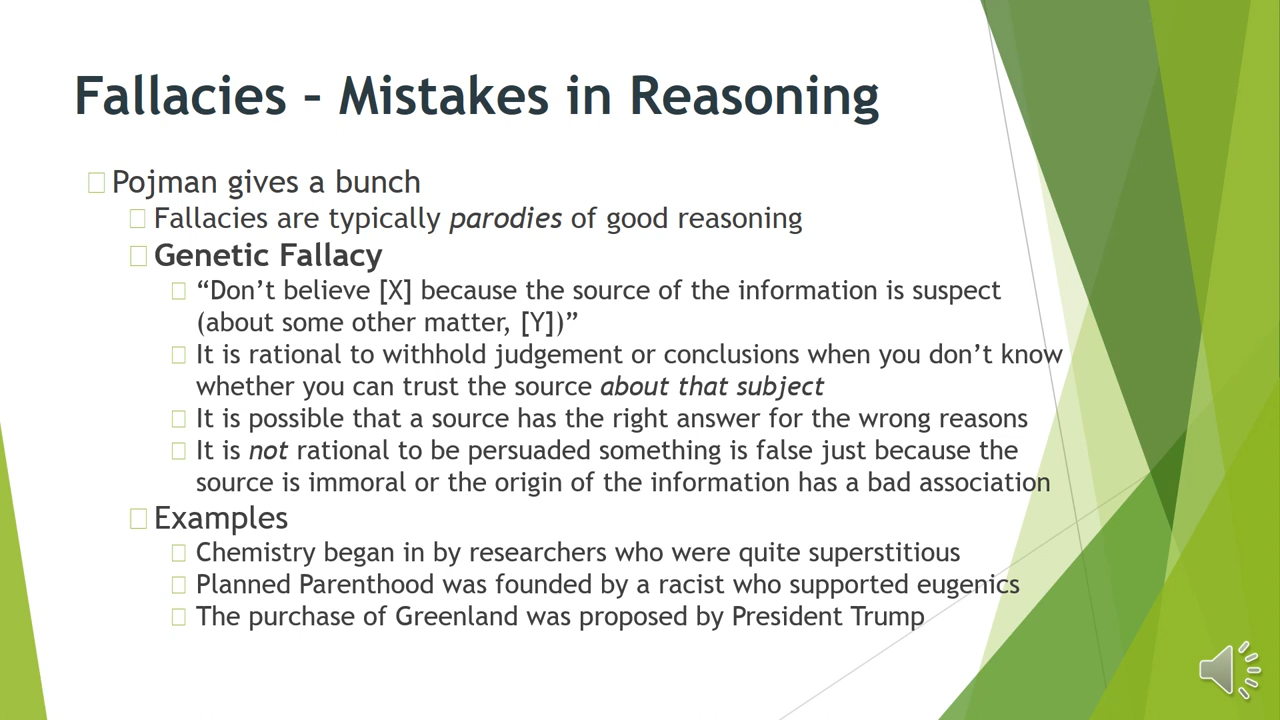 Fallacies – Mistakes in Reasoning
Pojman gives a bunch
Fallacies are typically parodies of good reasoning
Genetic Fallacy
“Don’t believe [X] because the source of the information is suspect
(about some other matter, [Y])”
It is rational to withhold judgement or conclusions when you don’t know
whether you can trust the source about that subject
It is possible that a source has the right answer for the wrong reasons
It is not rational to be persuaded something is false just because the
source is immoral or the origin of the information has a bad association
Examples
Chemistry began in by researchers who were quite superstitious
Planned Parenthood was founded by a racist who supported eugenics
The purchase of Greenland was proposed by President Trump